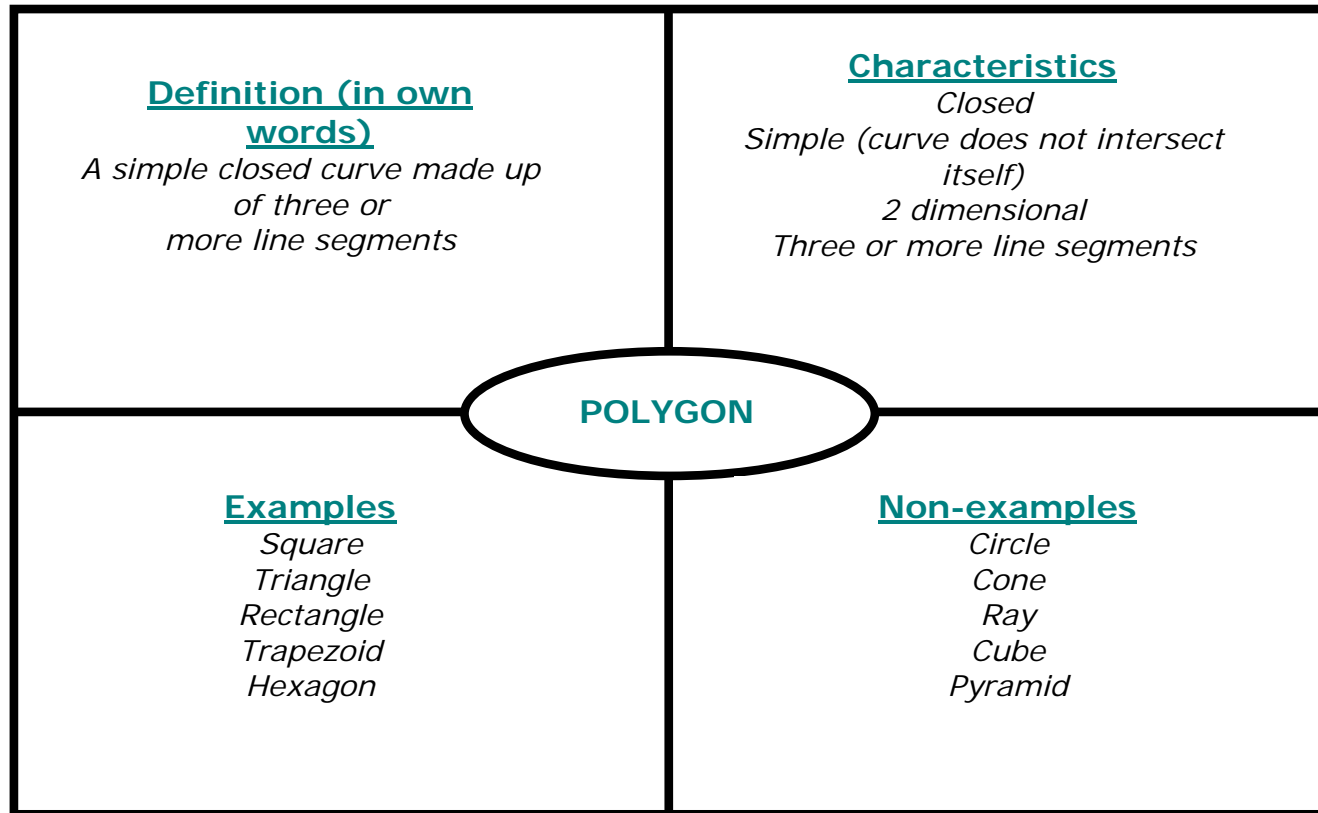 Definition (in own
words)
A simple closed curve made up
of three or
more line segments
Characteristics
Closed
Simple (curve does not intersect
itself)
2 dimensional
Three or more line segments
POLYGON
Examples
Square
Triangle
Rectangle
Trapezoid
Hexagon
Non-examples
Circle
Cone
Ray
Cube
Pyramid